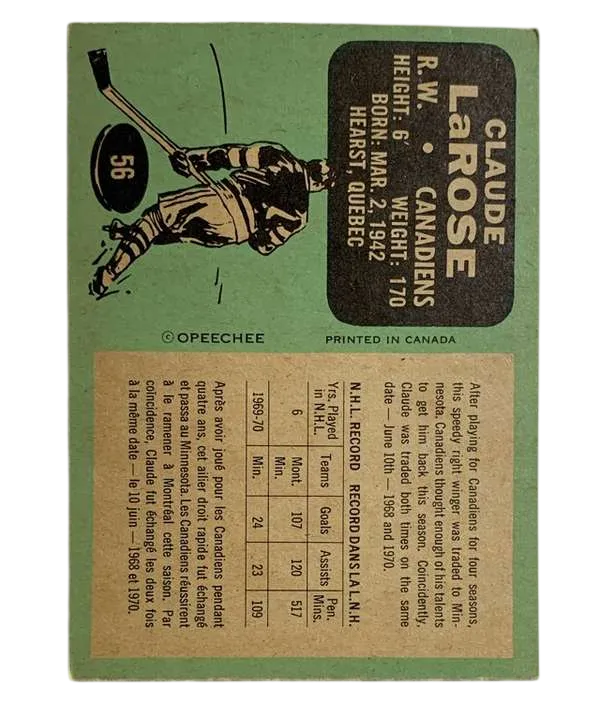 CLAUDE
LaROSE
R. W. • CANADIENS
HEIGHT: 6' WEIGHT: 170
BORN: MAR. 2, 1942
HEARST, QUEBEC
56
© OPEECHEE
PRINTED IN CANADA
After playing for Canadiens for four seasons,
this speedy right winger was traded to Min-
nesota. Canadiens thought enough of his talents
to get him back this season. Coincidently,
Claude was traded both times on the same
date — June 10th — 1968 and 1970.
N.H.L. RECORD RECORD DANS LA L.N.H.
Yrs. Played in N.H.L. Teams Goals Assists Pen. Mins.
6 Mont. Min. 107 120 517
1969-70 Min. 24 23 109
Après avoir joué pour les Canadiens pendant
quatre ans, cet ailier droit rapide fut échangé
et passa au Minnesota. Les Canadiens réussirent
à le ramener à Montréal cette saison. Par
coïncidence, Claude fut échangé les deux fois
à la même date — le 10 juin — 1968 et 1970.